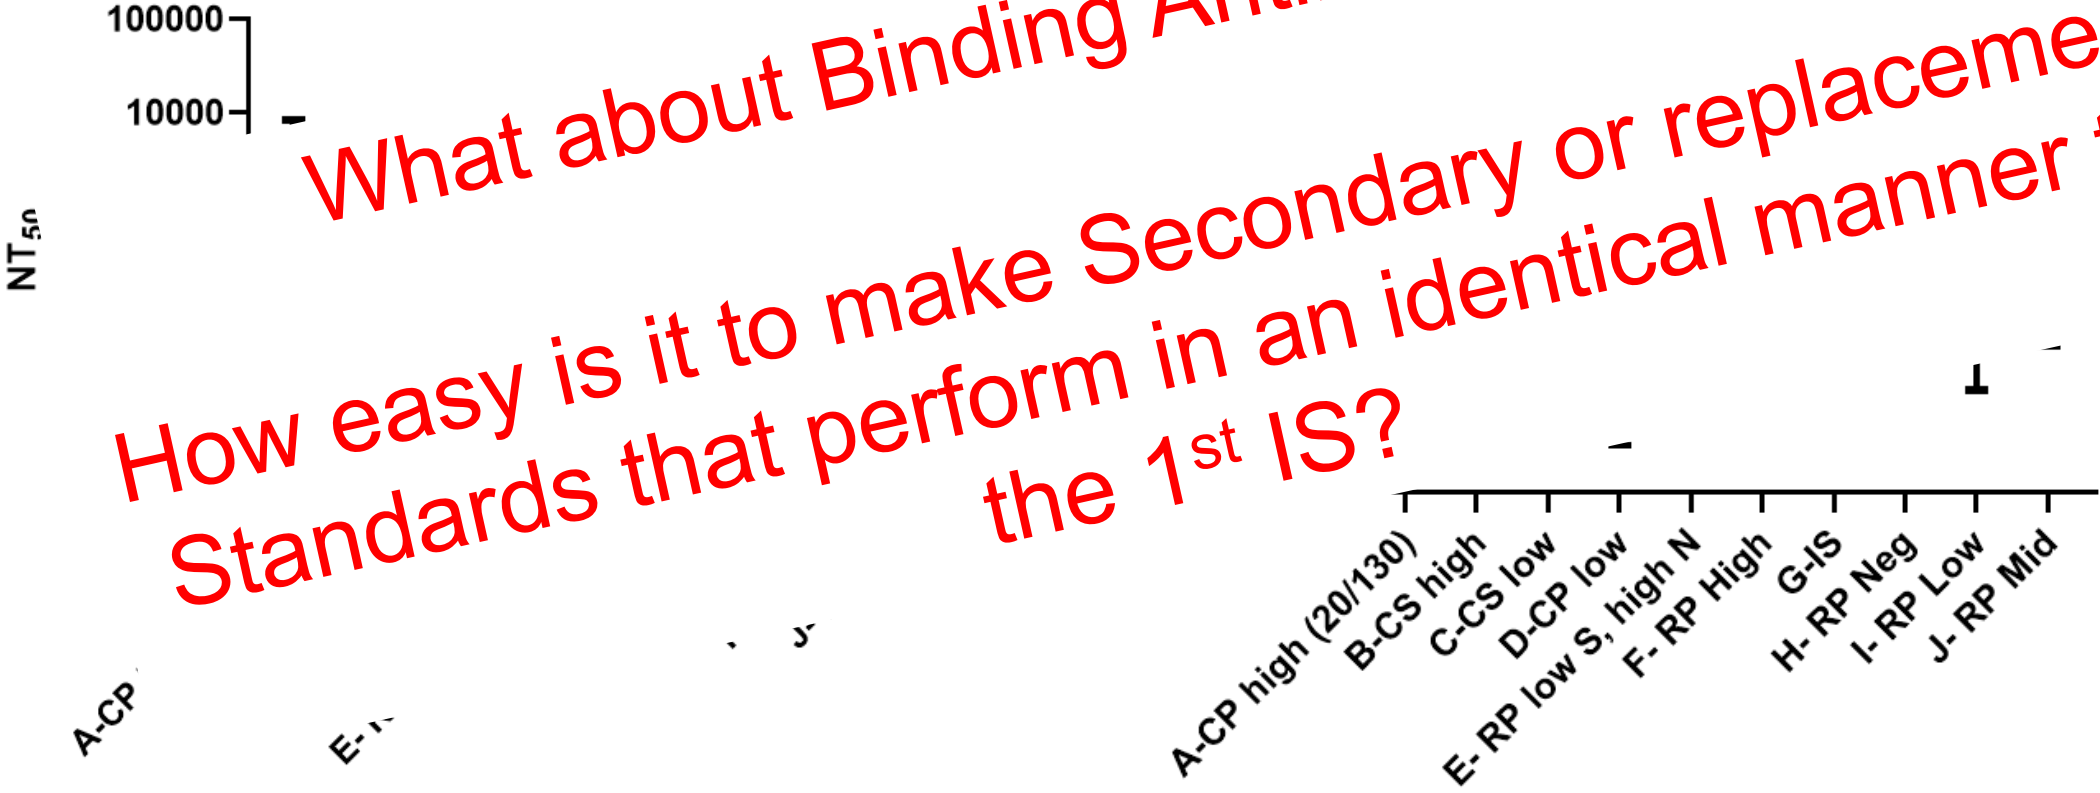 100000
10000
NT50
What about Binding
How easy is it to make Secondary or
Standards that perform in an identical manner
the 1st IS?
A-CP
E-
J-
A-CP high (20/130)
B-CS high
C-CS low
D-CP low
E- RP low S, high N
F- RP High
G-IS
H- RP Neg
I- RP Low
J- RP Mid